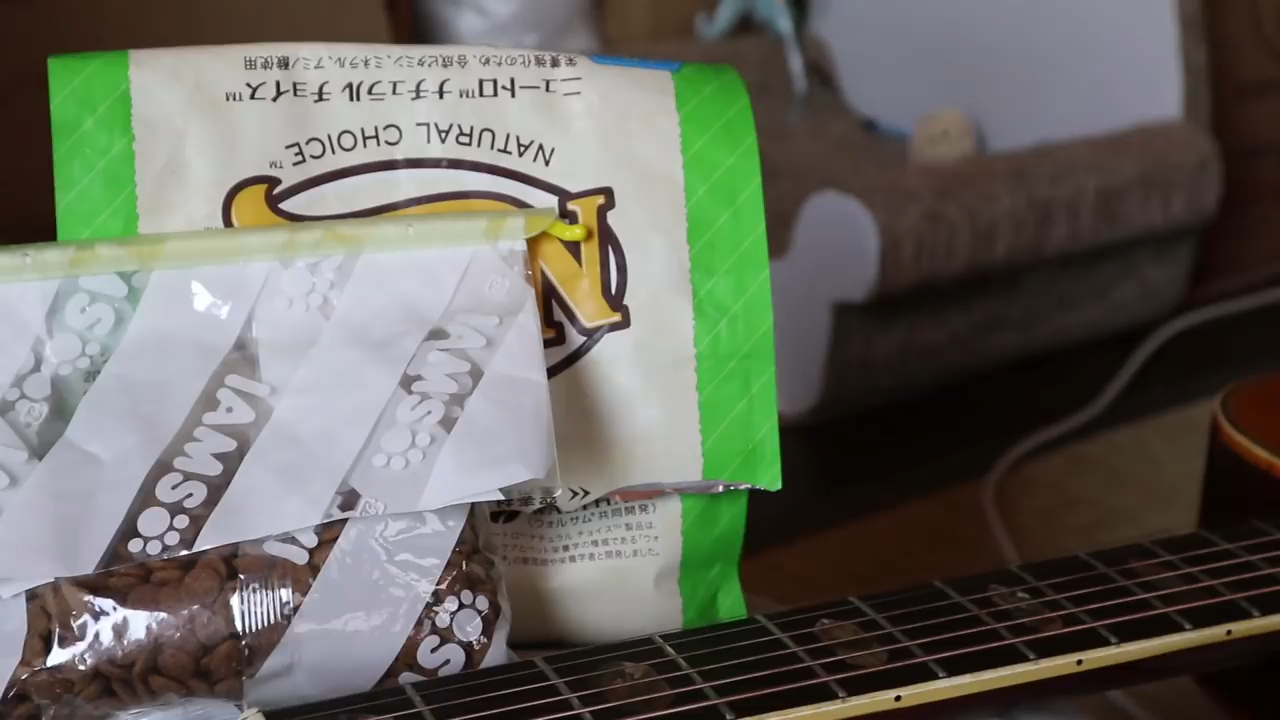 栄養強化のため、合成ビタミン、ミネラル、アミノ酸使用
ニュートロ™ ナチュラル チョイス™
NATURAL CHOICE™
N
IAMS
IAMS
IAMS
《ウォルサム®共同開発》
ートロ™ナチュラル チョイス™製品は、
アアとペット栄養学の権威である「ウォ
の獣医師や栄養学者と開発しました。